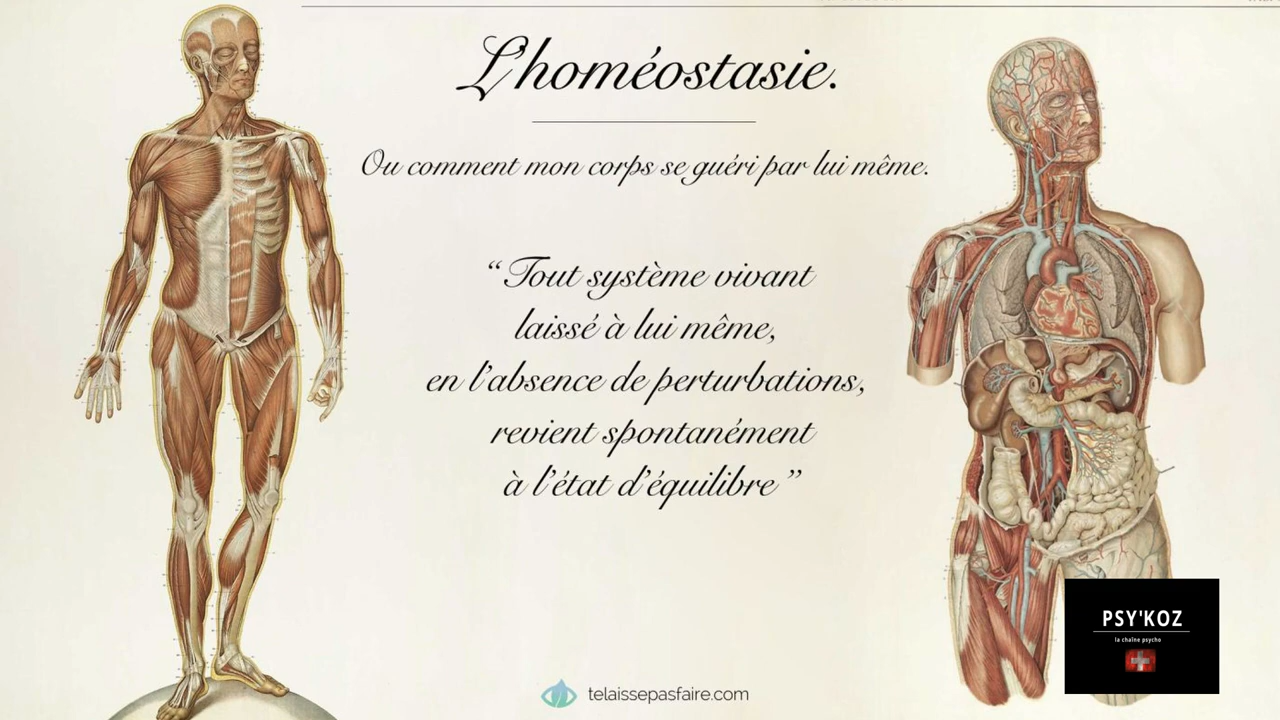 L'homéostasie.
Ou comment mon corps se guéri par lui même.
“Tout système vivant
laissé à lui même,
en l'absence de perturbations,
revient spontanément
à l'état d'équilibre”
telaissepasfaire.com
PSY'KOZ
la chaîne psycho